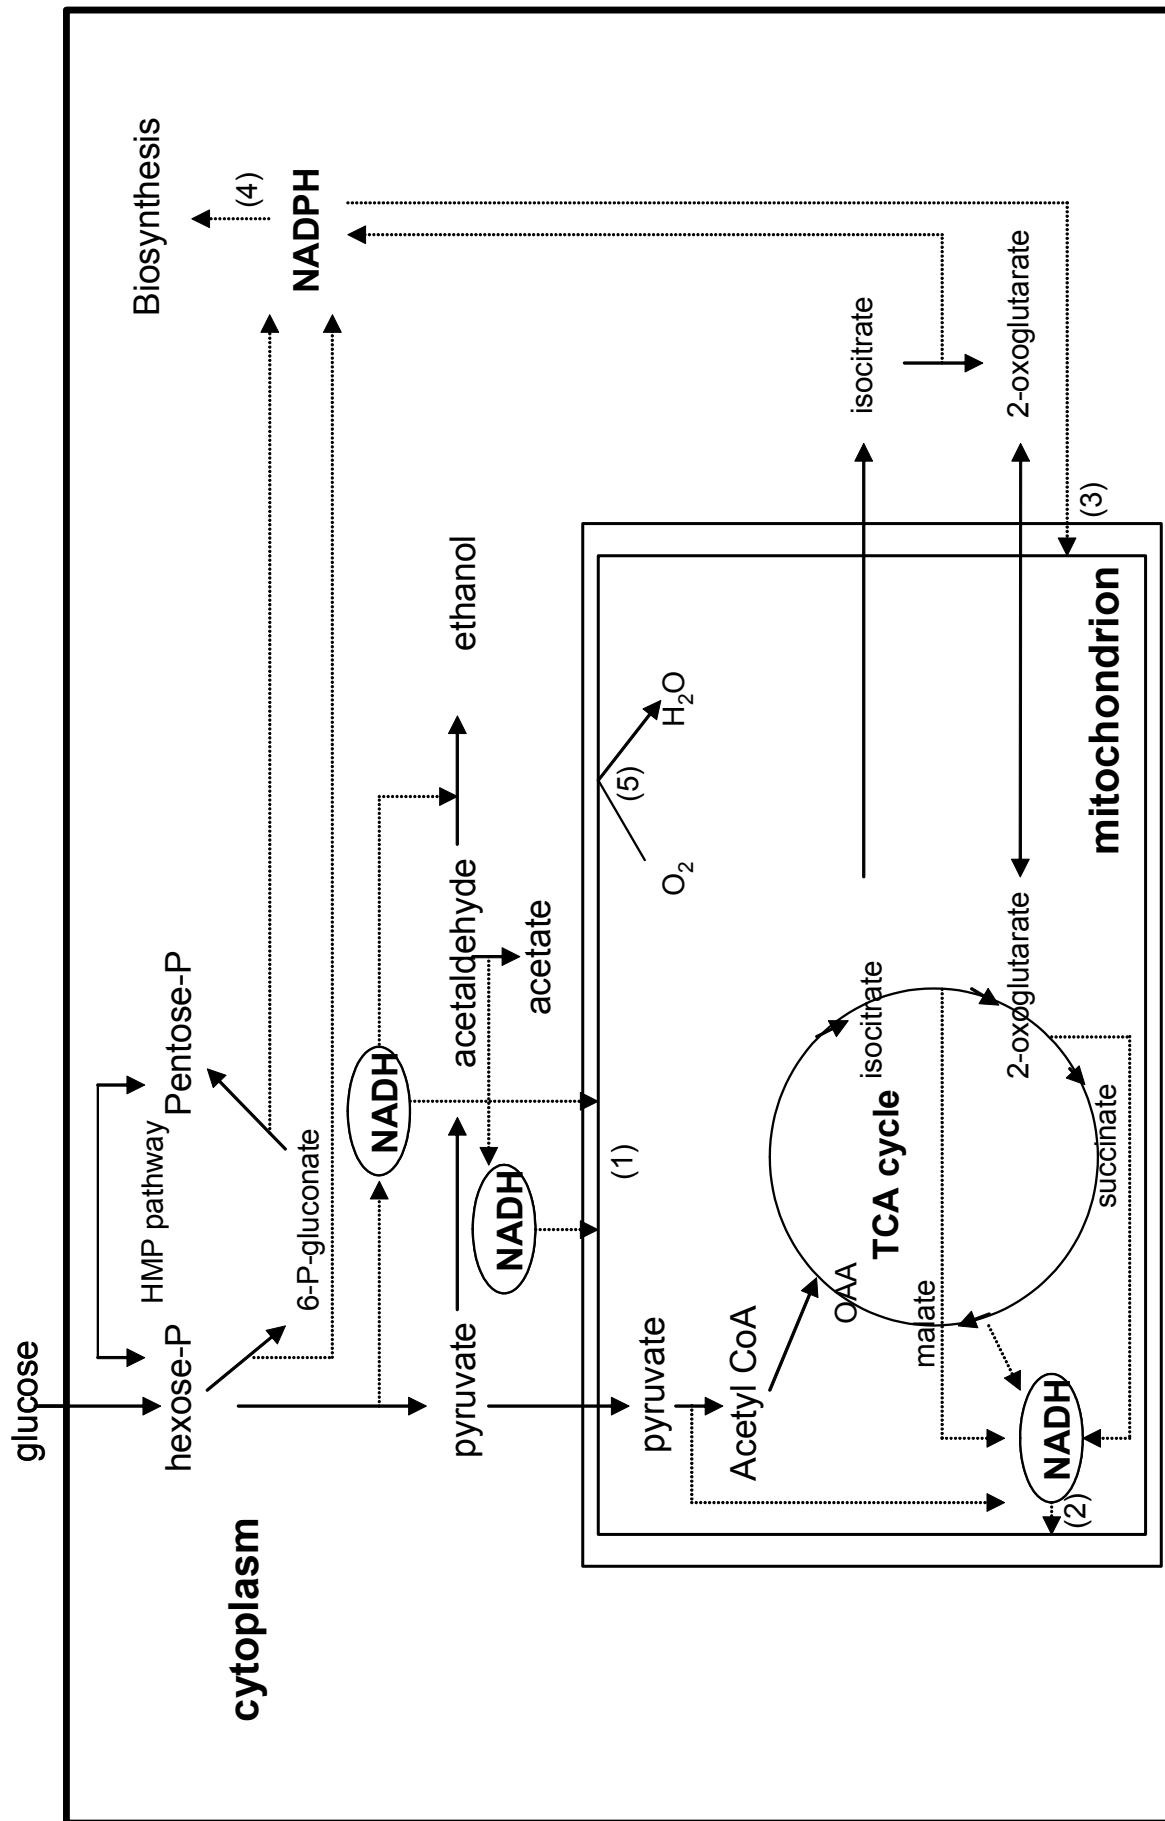 glucose
cytoplasm
hexose-P
HMP pathway
Pentose-P
6-P-gluconate
Biosynthesis
(4)
NADPH
NADH
pyruvate
acetaldehyde
ethanol
NADH
acetate
(1)
pyruvate
Acetyl CoA
O2
(5)
H2O
OAA
TCA cycle
isocitrate
isocitrate
malate
2-oxoglutarate
2-oxoglutarate
succinate
NADH
(2)
mitochondrion
(3)